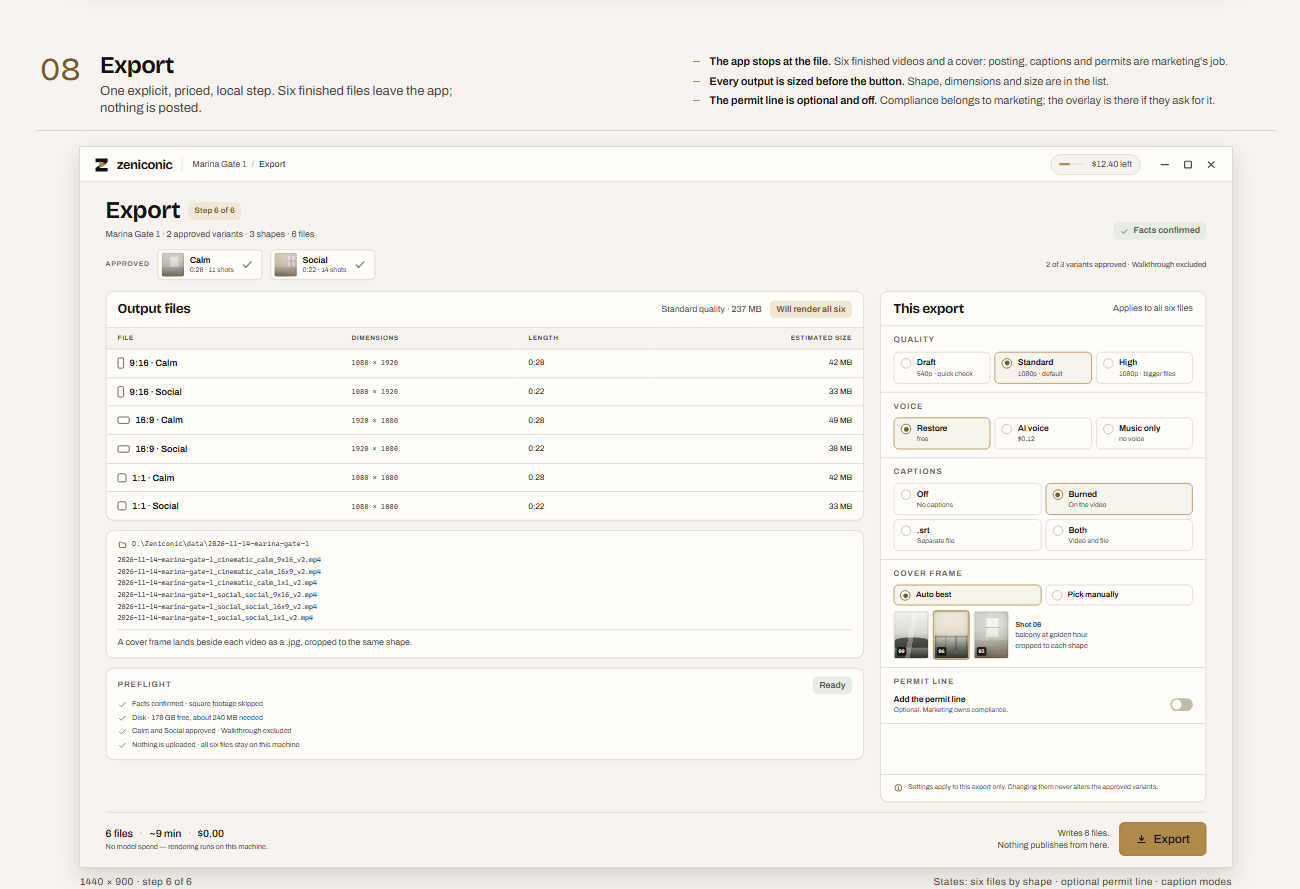 08
Export
One explicit, priced, local step. Six finished files leave the app;
nothing is posted.
— The app stops at the file. Six finished videos and a cover: posting, captions and permits are marketing's job.
— Every output is sized before the button. Shape, dimensions and size are in the list.
— The permit line is optional and off. Compliance belongs to marketing; the overlay is there if they ask for it.
zeniconic
Marina Gate 1 / Export
$12.40 left
Export
Step 6 of 6
Marina Gate 1 · 2 approved variants · 3 shapes · 6 files
Facts confirmed
APPROVED
Calm
0:28 · 11 shots
Social
0:22 · 14 shots
2 of 3 variants approved · Walkthrough excluded
Output files
Standard quality · 237 MB
Will render all six
FILE DIMENSIONS LENGTH ESTIMATED SIZE
9:16 · Calm 1080 × 1920 0:28 42 MB
9:16 · Social 1080 × 1920 0:22 33 MB
16:9 · Calm 1920 × 1080 0:28 49 MB
16:9 · Social 1920 × 1080 0:22 38 MB
1:1 · Calm 1080 × 1080 0:28 42 MB
1:1 · Social 1080 × 1080 0:22 33 MB
D:\Zeniconic\data\2026-11-14-marina-gate-1
2026-11-14-marina-gate-1_cinematic_calm_9x16_v2.mp4
2026-11-14-marina-gate-1_cinematic_calm_16x9_v2.mp4
2026-11-14-marina-gate-1_cinematic_calm_1x1_v2.mp4
2026-11-14-marina-gate-1_social_social_9x16_v2.mp4
2026-11-14-marina-gate-1_social_social_16x9_v2.mp4
2026-11-14-marina-gate-1_social_social_1x1_v2.mp4
A cover frame lands beside each video as a .jpg, cropped to the same shape.
PREFLIGHT
Ready
Facts confirmed · square footage skipped
Disk · 178 GB free, about 240 MB needed
Calm and Social approved · Walkthrough excluded
Nothing is uploaded · all six files stay on this machine
This export
Applies to all six files
QUALITY
Draft
540p · quick check
Standard
1080p · default
High
1080p · bigger files
VOICE
Restore
free
AI voice
$0.12
Music only
no voice
CAPTIONS
Off
No captions
Burned
On the video
.srt
Separate file
Both
Video and file
COVER FRAME
Auto best
Pick manually
09
06
03
Shot 06
balcony at golden hour
cropped to each shape
PERMIT LINE
Add the permit line
Optional. Marketing owns compliance.
Settings apply to this export only. Changing them never alters the approved variants.
6 files · ~9 min · $0.00
No model spend — rendering runs on this machine.
Writes 6 files.
Nothing publishes from here.
Export
1440 × 900 · step 6 of 6
States: six files by shape · optional permit line · caption modes